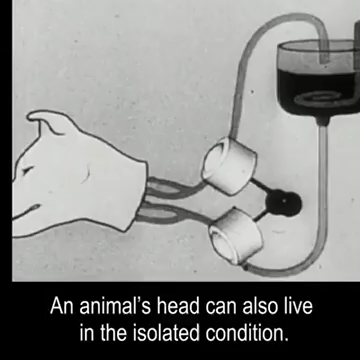 An animal's head can also live
in the isolated condition.